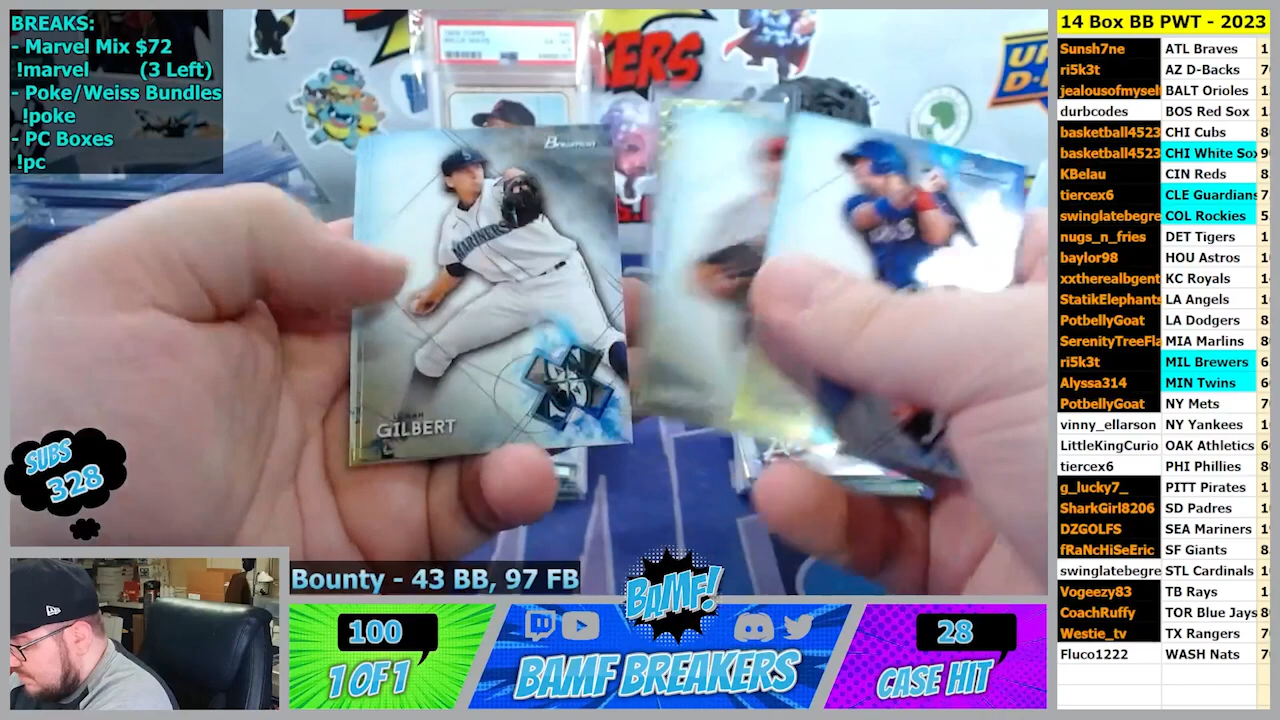 BREAKS:
- Marvel Mix $72
!marvel (3 Left)
- Poke/Weiss Bundles
!poke
- PC Boxes
!pc
SUBS
328
Bowman
MARINERS
GILBERT
Bounty - 43 BB, 97 FB
BAMF!
100
1 OF 1
BAMF BREAKERS
28
CASE HIT
14 Box BB PWT - 2023
Sunsh7ne ATL Braves
ri5k3t AZ D-Backs
jealousofmysel BALT Orioles
durbcodes BOS Red Sox
basketball4523 CHI Cubs
basketball4523 CHI White Sox
KBelau CIN Reds
tiercex6 CLE Guardians
swinglatebegre COL Rockies
nugs_n_fries DET Tigers
baylor98 HOU Astros
xxtherealbgent KC Royals
StatikElephants LA Angels
PotbellyGoat LA Dodgers
SerenityTreeFla MIA Marlins
ri5k3t MIL Brewers
Alyssa314 MIN Twins
PotbellyGoat NY Mets
vinny_ellarson NY Yankees
LittleKingCurio OAK Athletics
tiercex6 PHI Phillies
g_lucky7_ PITT Pirates
SharkGirl8206 SD Padres
DZGOLFS SEA Mariners
fRaNcHiSeEric SF Giants
swinglatebegre STL Cardinals
Vogeezy83 TB Rays
CoachRuffy TOR Blue Jays
Westie_tv TX Rangers
Fluco1222 WASH Nats